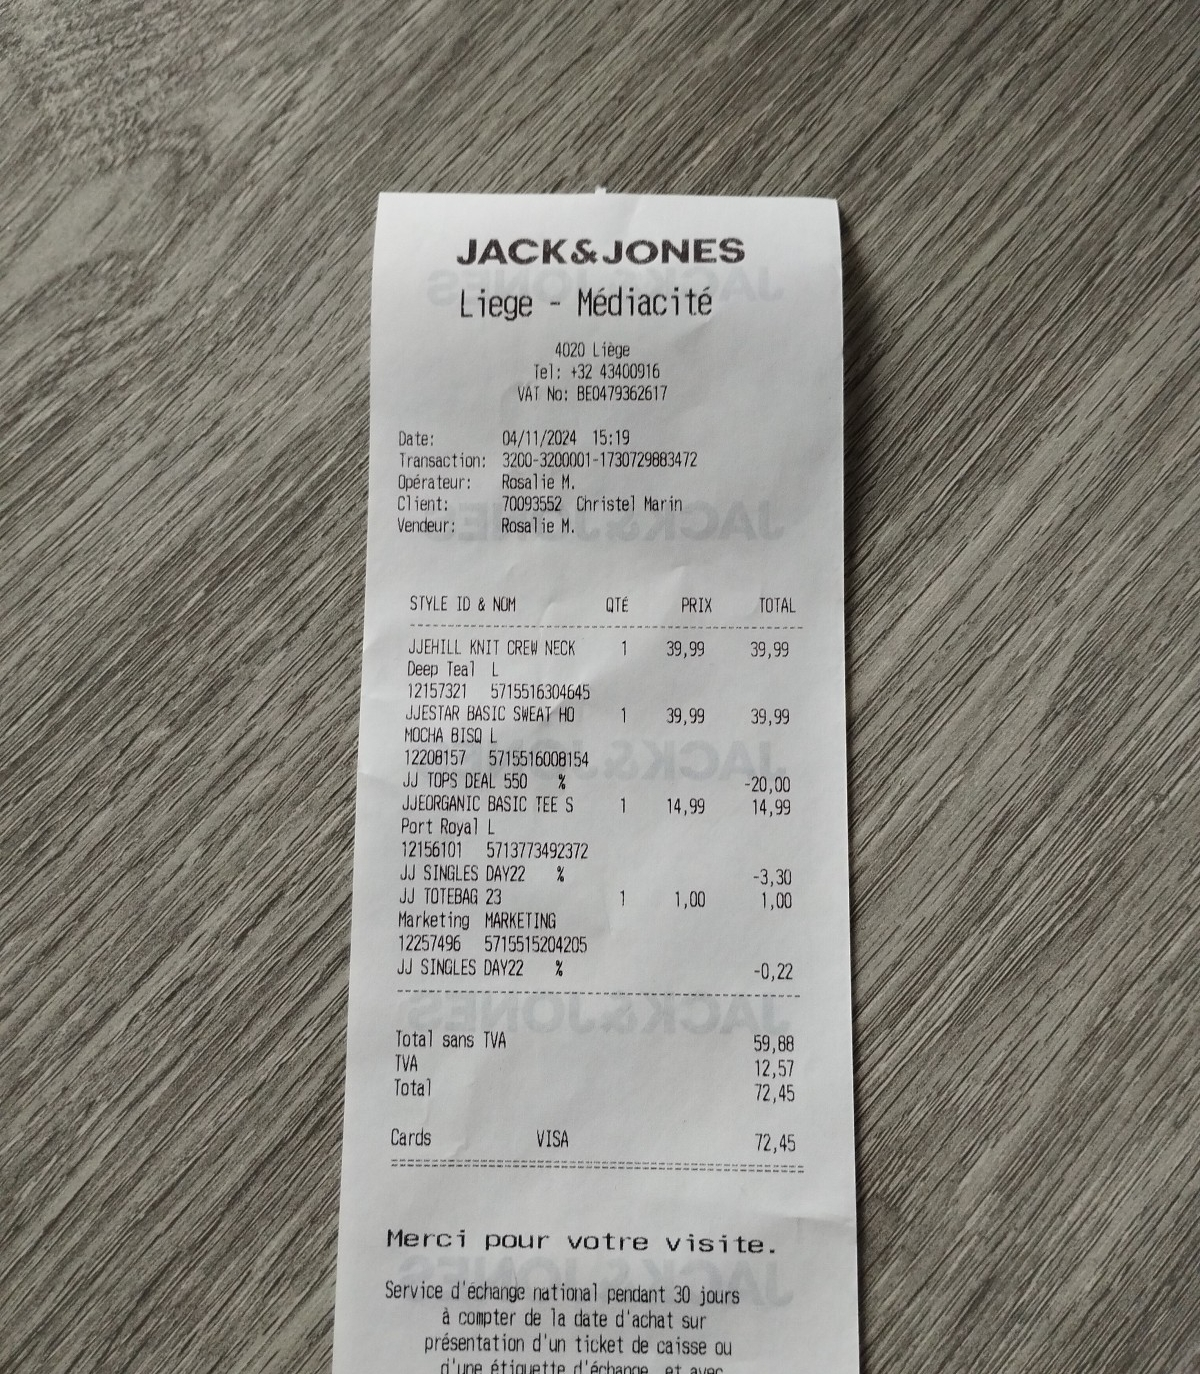 JACK&JONES
Liege - Médiacité
4020 Liège
Tel: +32 43400916
VAT No: BE0479362617
Date: 04/11/2024 15:19
Transaction: 3200-3200001-1730729883472
Opérateur: Rosalie M.
Client: 70093552 Christel Marin
Vendeur: Rosalie M.
STYLE ID & NOM QTÉ PRIX TOTAL
JJEHILL KNIT CREW NECK 1 39,99 39,99
Deep Teal L
12157321 5715516304645
JJESTAR BASIC SWEAT HO 1 39,99 39,99
MOCHA BISQ L
12208157 5715516008154
JJ TOPS DEAL 550 % -20,00
JJEORGANIC BASIC TEE S 1 14,99 14,99
Port Royal L
12156101 5713773492372
JJ SINGLES DAY22 % -3,30
JJ TOTEBAG 23 1 1,00 1,00
Marketing MARKETING
12257496 5715515204205
JJ SINGLES DAY22 % -0,22
Total sans TVA 59,88
TVA 12,57
Total 72,45
Cards VISA 72,45
Merci pour votre visite.
Service d'échange national pendant 30 jours
à compter de la date d'achat sur
présentation d'un ticket de caisse ou
d'une étiquette d'échange, et avec